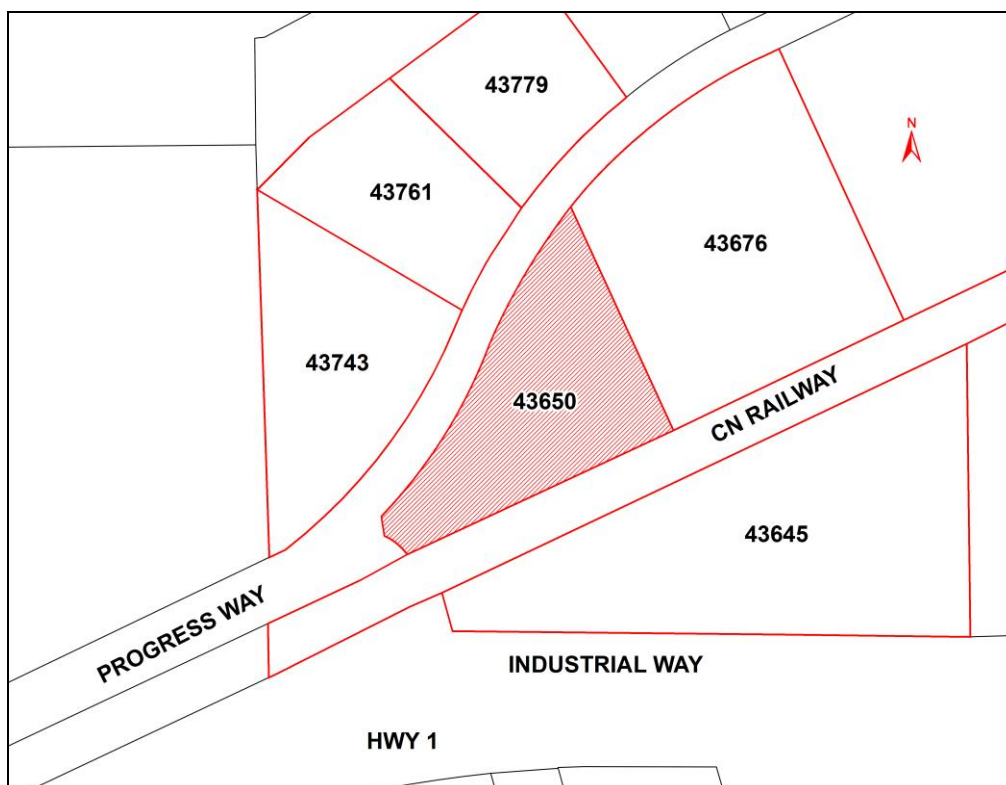 43779
N
43761
43676
43743
43650
CN RAILWAY
43645
PROGRESS WAY
INDUSTRIAL WAY
HWY 1